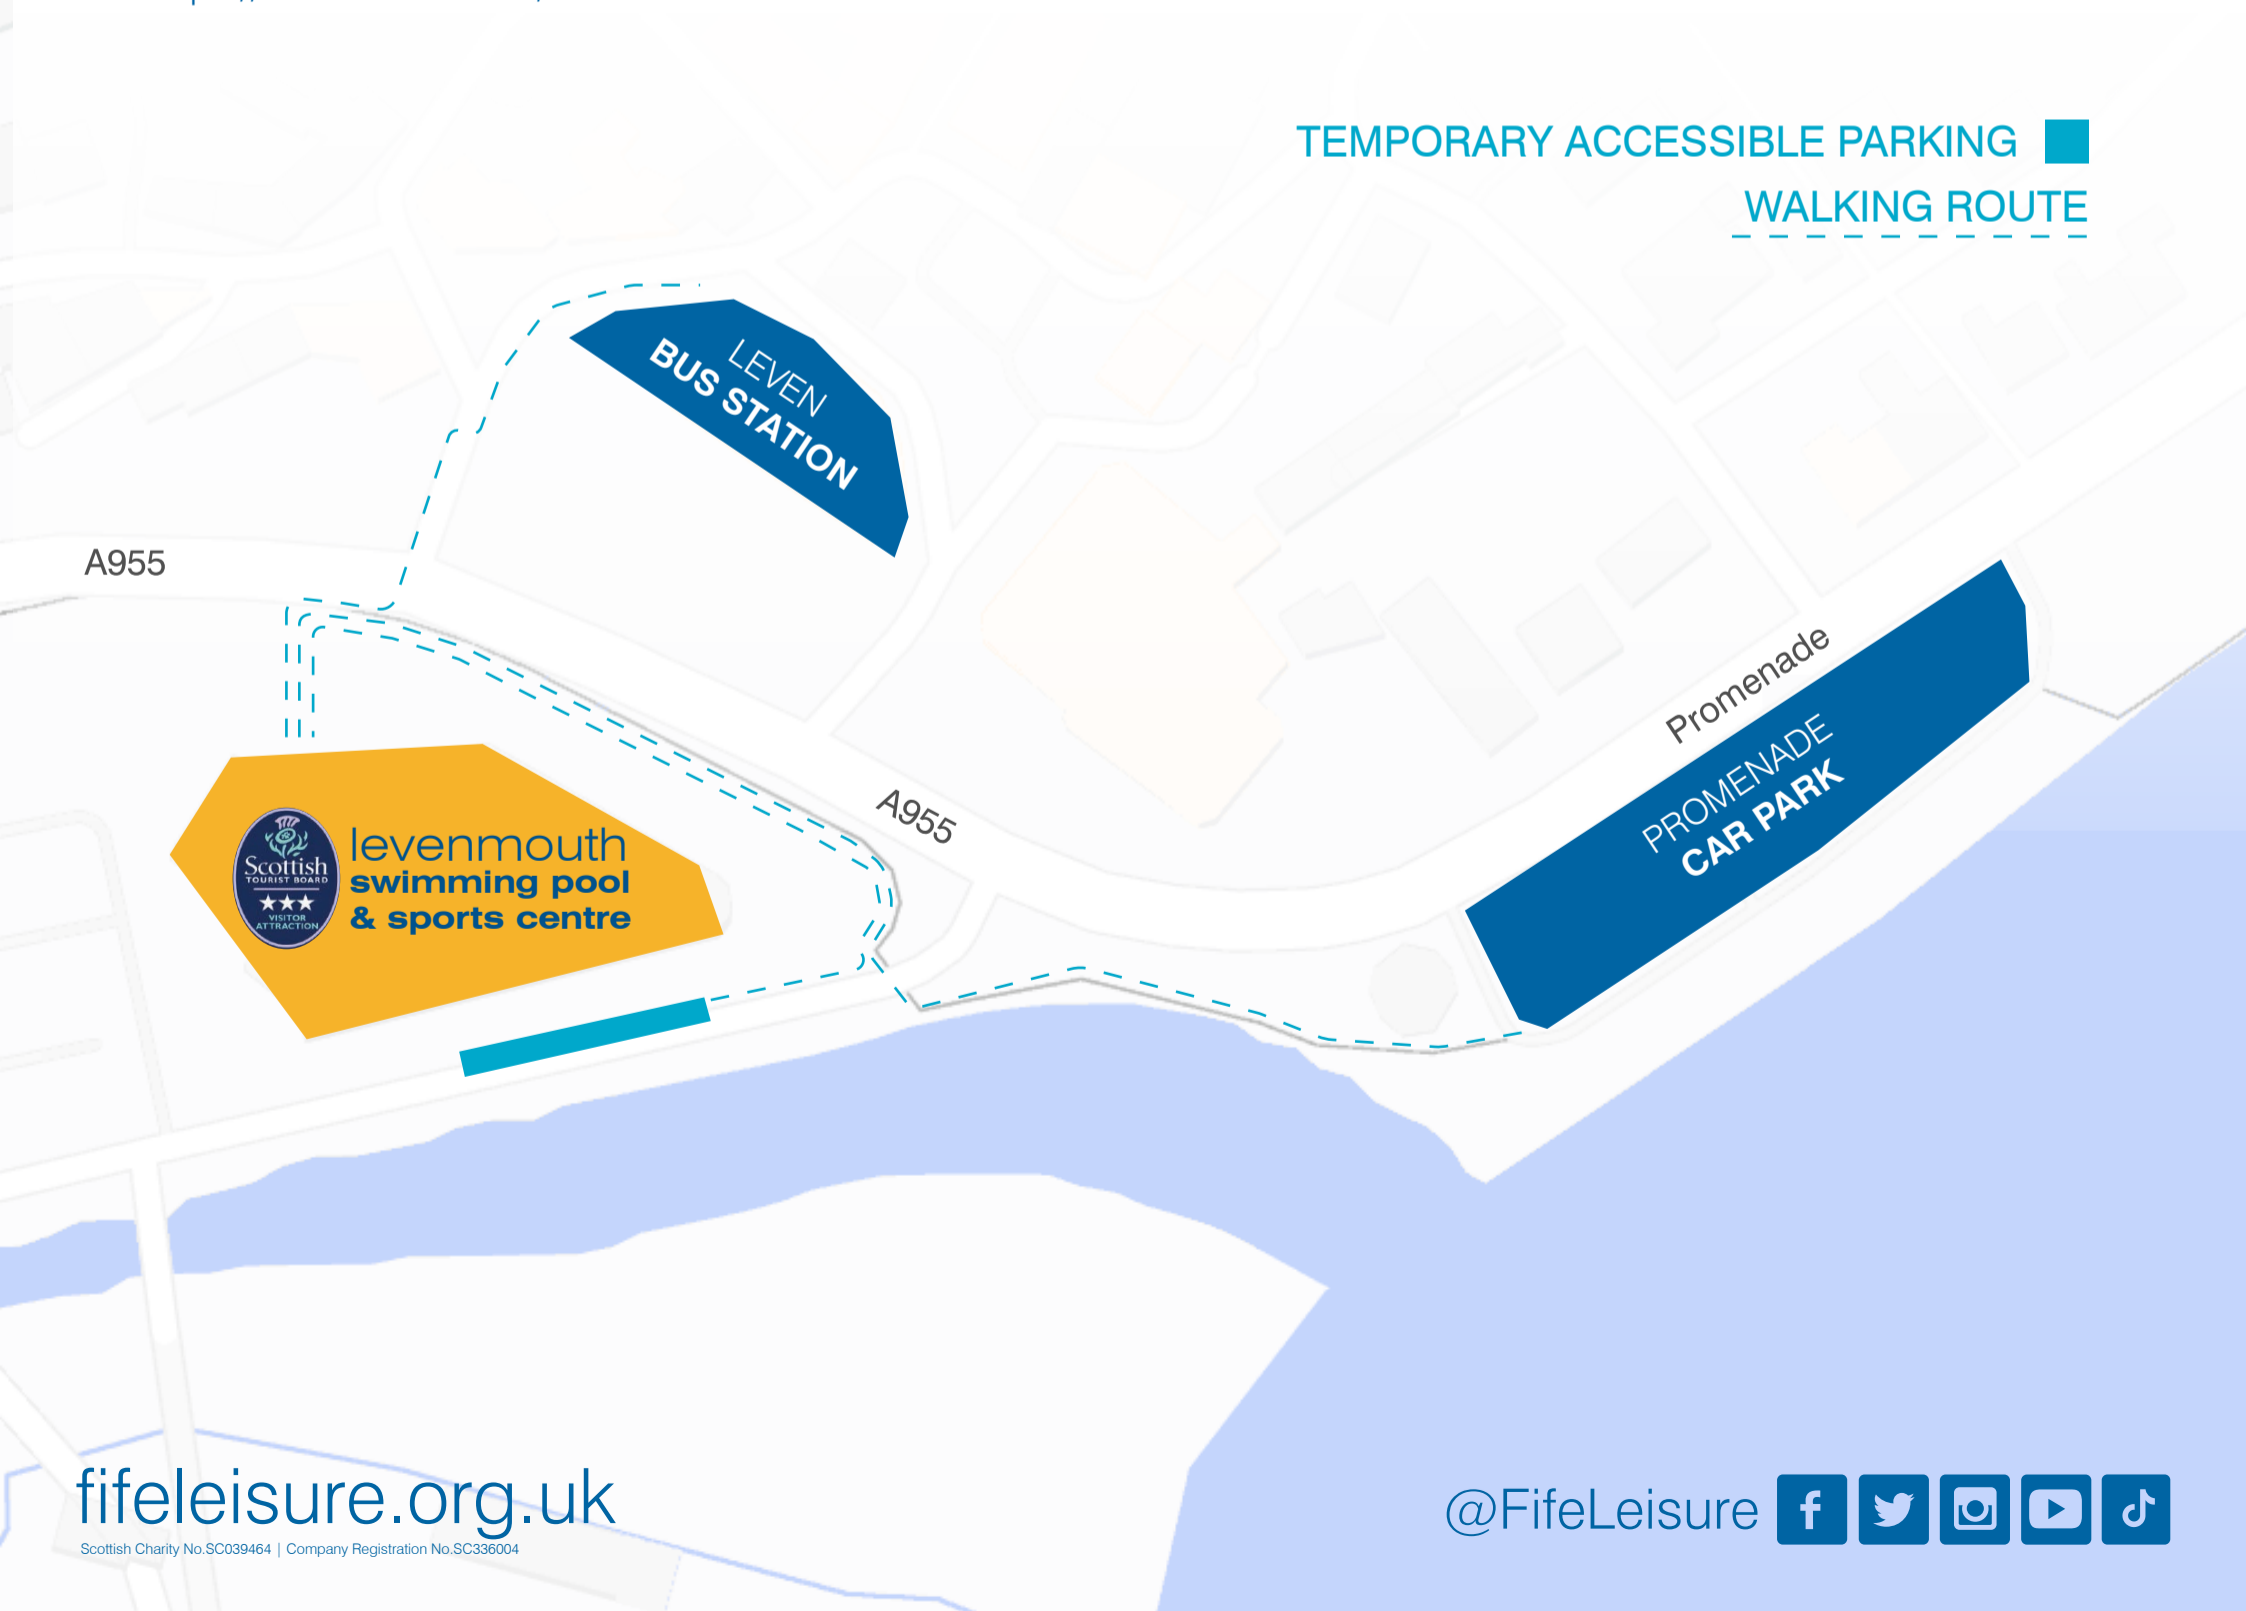 TEMPORARY ACCESSIBLE PARKING
WALKING ROUTE
LEVEN
BUS STATION
A955
Promenade
PROMENADE
CAR PARK
A955
Scottish
TOURIST BOARD
VISITOR
ATTRACTION
levenmouth
swimming pool
& sports centre
fifeleisure.org.uk
Scottish Charity No.SC039464 | Company Registration No.SC336004
@FifeLeisure